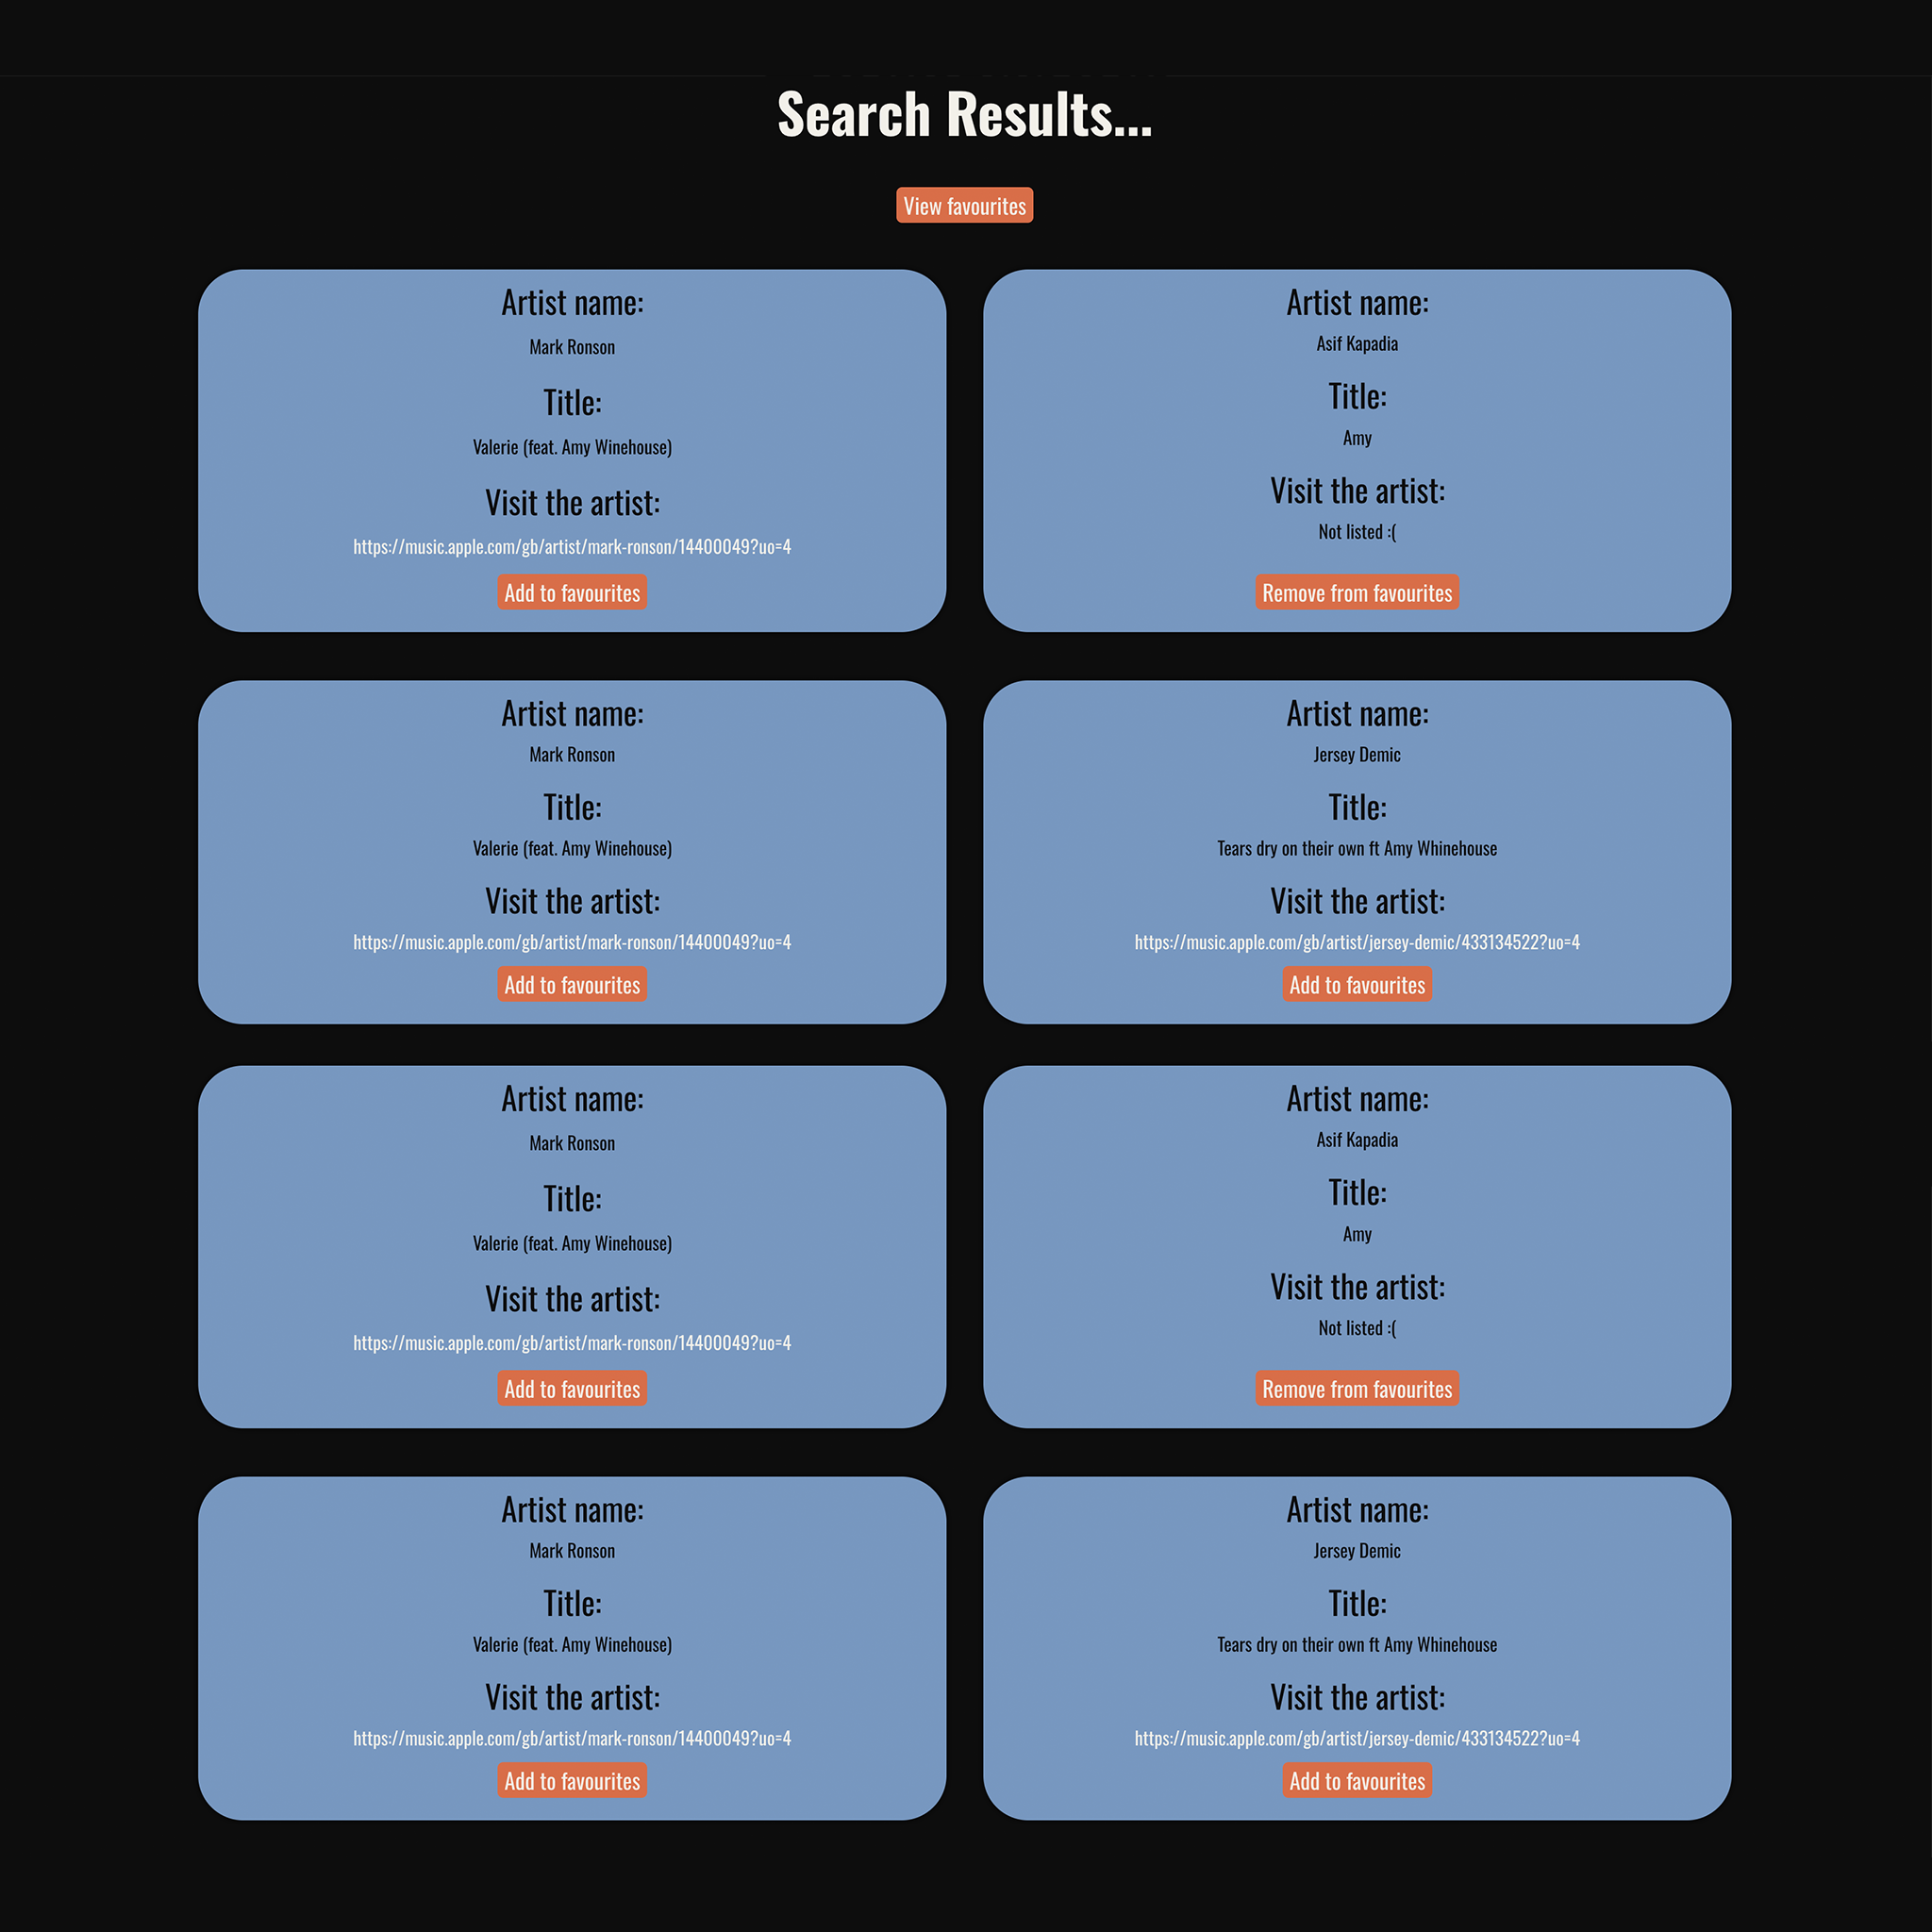 Search Results...
View favourites
Artist name:
Mark Ronson
Title:
Valerie (feat. Amy Winehouse)
Visit the artist:
https://music.apple.com/gb/artist/mark-ronson/14400049?uo=4
Add to favourites
Artist name:
Asif Kapadia
Title:
Amy
Visit the artist:
Not listed :(
Remove from favourites
Artist name:
Mark Ronson
Title:
Valerie (feat. Amy Winehouse)
Visit the artist:
https://music.apple.com/gb/artist/mark-ronson/14400049?uo=4
Add to favourites
Artist name:
Jersey Demic
Title:
Tears dry on their own ft Amy Whinehouse
Visit the artist:
https://music.apple.com/gb/artist/jersey-demic/433134522?uo=4
Add to favourites
Artist name:
Mark Ronson
Title:
Valerie (feat. Amy Winehouse)
Visit the artist:
https://music.apple.com/gb/artist/mark-ronson/14400049?uo=4
Add to favourites
Artist name:
Asif Kapadia
Title:
Amy
Visit the artist:
Not listed :(
Remove from favourites
Artist name:
Mark Ronson
Title:
Valerie (feat. Amy Winehouse)
Visit the artist:
https://music.apple.com/gb/artist/mark-ronson/14400049?uo=4
Add to favourites
Artist name:
Jersey Demic
Title:
Tears dry on their own ft Amy Whinehouse
Visit the artist:
https://music.apple.com/gb/artist/jersey-demic/433134522?uo=4
Add to favourites